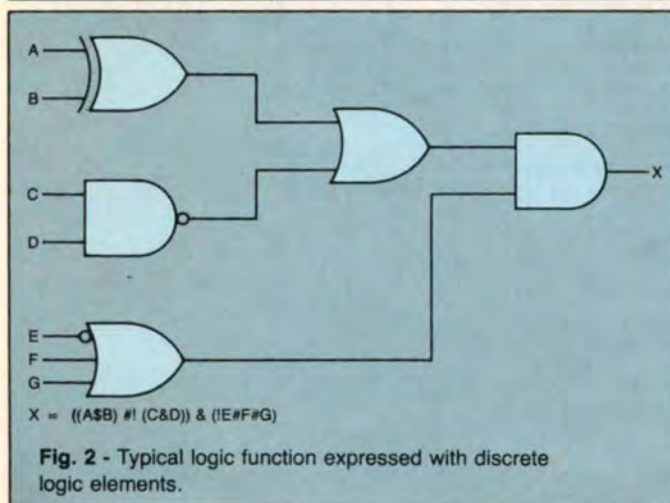 A
B
C
D
E
F
G
X
X = ((A$B) #! (C&D)) & (!E#F#G)
Fig. 2 - Typical logic function expressed with discrete
logic elements.